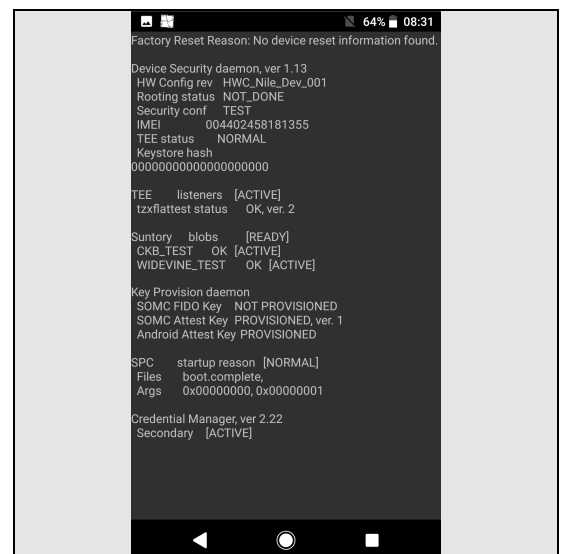 64% 08:31
Factory Reset Reason: No device reset information found.
Device Security daemon, ver 1.13
HW Config rev HWC_Nile_Dev_001
Rooting status NOT_DONE
Security conf TEST
IMEI 004402458181355
TEE status NORMAL
Keystore hash
00000000000000000000
TEE listeners [ACTIVE]
tzxflattest status OK, ver. 2
Suntory blobs [READY]
CKB_TEST OK [ACTIVE]
WIDEVINE_TEST OK [ACTIVE]
Key Provision daemon
SOMC FIDO Key NOT PROVISIONED
SOMC Attest Key PROVISIONED, ver. 1
Android Attest Key PROVISIONED
SPC startup reason [NORMAL]
Files boot.complete,
Args 0x00000000, 0x00000001
Credential Manager, ver 2.22
Secondary [ACTIVE]